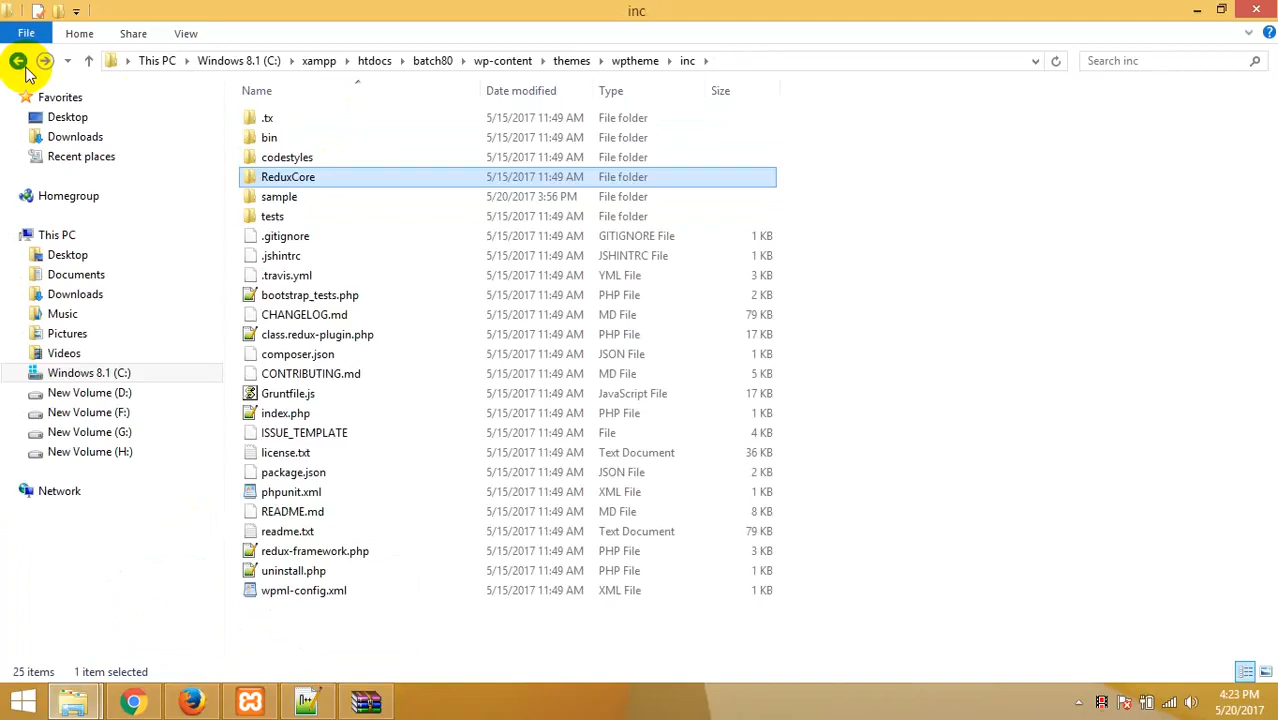 inc
File Home Share View
This PC Windows 8.1 (C:) xampp htdocs batch80 wp-content themes wptheme inc Search inc
Name Date modified Type Size
Favorites
Desktop
Downloads
Recent places
Homegroup
This PC
Desktop
Documents
Downloads
Music
Pictures
Videos
Windows 8.1 (C:)
New Volume (D:)
New Volume (F:)
New Volume (G:)
New Volume (H:)
Network
.tx 5/15/2017 11:49 AM File folder
bin 5/15/2017 11:49 AM File folder
codestyles 5/15/2017 11:49 AM File folder
ReduxCore 5/15/2017 11:49 AM File folder
sample 5/20/2017 3:56 PM File folder
tests 5/15/2017 11:49 AM File folder
.gitignore 5/15/2017 11:49 AM GITIGNORE File 1 KB
.jshintrc 5/15/2017 11:49 AM JSHINTRC File 1 KB
.travis.yml 5/15/2017 11:49 AM YML File 3 KB
bootstrap_tests.php 5/15/2017 11:49 AM PHP File 2 KB
CHANGELOG.md 5/15/2017 11:49 AM MD File 79 KB
class.redux-plugin.php 5/15/2017 11:49 AM PHP File 17 KB
composer.json 5/15/2017 11:49 AM JSON File 1 KB
CONTRIBUTING.md 5/15/2017 11:49 AM MD File 5 KB
Gruntfile.js 5/15/2017 11:49 AM JavaScript File 17 KB
index.php 5/15/2017 11:49 AM PHP File 1 KB
ISSUE_TEMPLATE 5/15/2017 11:49 AM File 4 KB
license.txt 5/15/2017 11:49 AM Text Document 36 KB
package.json 5/15/2017 11:49 AM JSON File 2 KB
phpunit.xml 5/15/2017 11:49 AM XML File 1 KB
README.md 5/15/2017 11:49 AM MD File 8 KB
readme.txt 5/15/2017 11:49 AM Text Document 79 KB
redux-framework.php 5/15/2017 11:49 AM PHP File 3 KB
uninstall.php 5/15/2017 11:49 AM PHP File 1 KB
wpml-config.xml 5/15/2017 11:49 AM XML File 1 KB
25 items 1 item selected
4:23 PM
5/20/2017